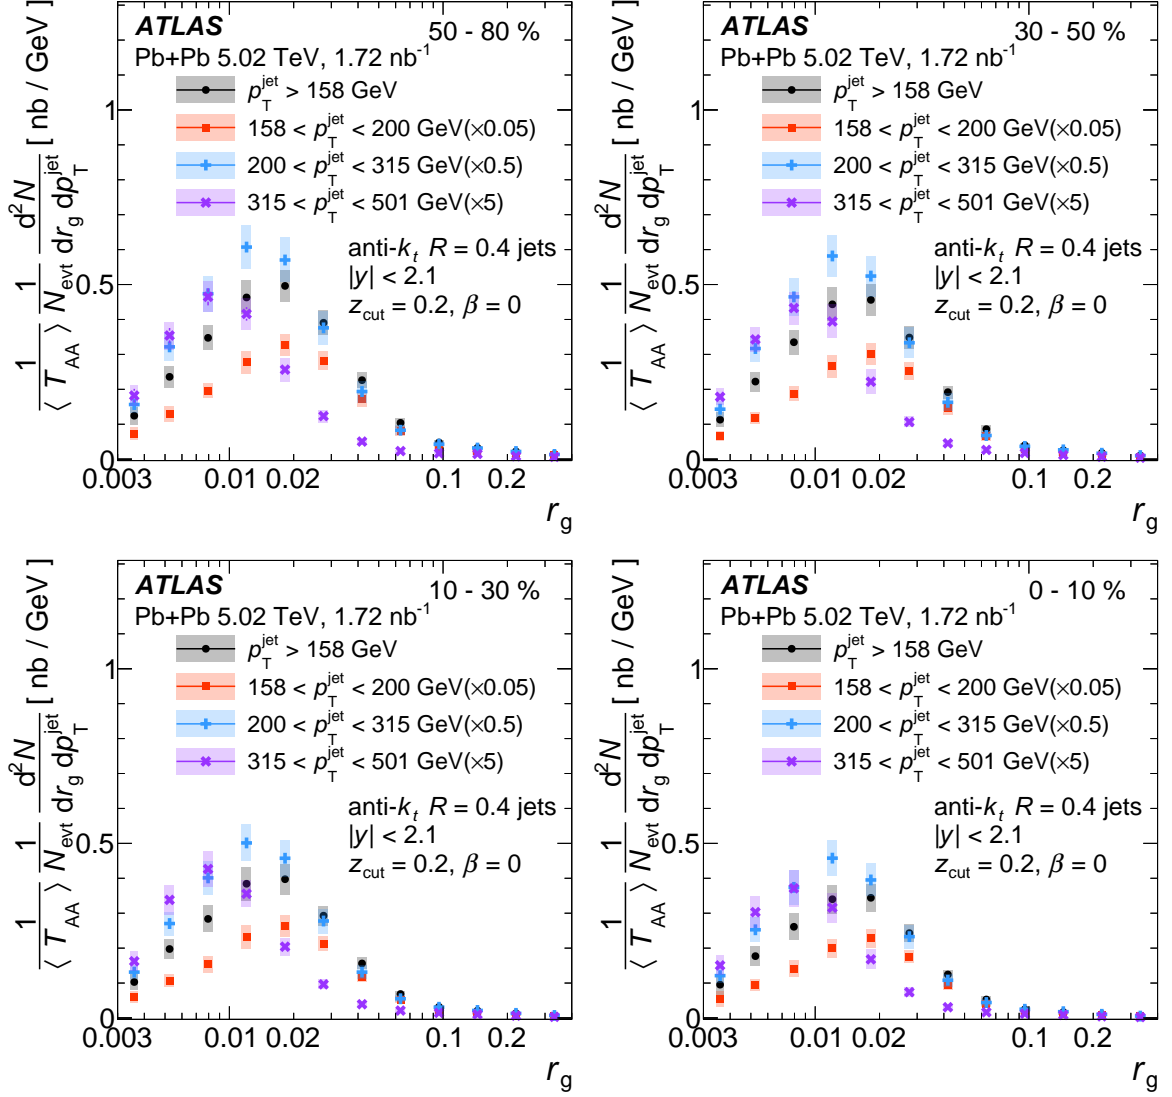 ATLAS 50 - 80 %
Pb+Pb 5.02 TeV, 1.72 nb⁻¹
p_T^jet > 158 GeV
158 < p_T^jet < 200 GeV(×0.05)
200 < p_T^jet < 315 GeV(×0.5)
315 < p_T^jet < 501 GeV(×5)
anti-k_t R = 0.4 jets
|y| < 2.1
z_cut = 0.2, β = 0
1
0.5
0
0.003 0.01 0.02 0.1 0.2
r_g
1/⟨T_AA⟩ 1/N_evt d²N/dr_g dp_T^jet [ nb / GeV ]
ATLAS 30 - 50 %
Pb+Pb 5.02 TeV, 1.72 nb⁻¹
p_T^jet > 158 GeV
158 < p_T^jet < 200 GeV(×0.05)
200 < p_T^jet < 315 GeV(×0.5)
315 < p_T^jet < 501 GeV(×5)
anti-k_t R = 0.4 jets
|y| < 2.1
z_cut = 0.2, β = 0
1
0.5
0
0.003 0.01 0.02 0.1 0.2
r_g
1/⟨T_AA⟩ 1/N_evt d²N/dr_g dp_T^jet [ nb / GeV ]
ATLAS 10 - 30 %
Pb+Pb 5.02 TeV, 1.72 nb⁻¹
p_T^jet > 158 GeV
158 < p_T^jet < 200 GeV(×0.05)
200 < p_T^jet < 315 GeV(×0.5)
315 < p_T^jet < 501 GeV(×5)
anti-k_t R = 0.4 jets
|y| < 2.1
z_cut = 0.2, β = 0
1
0.5
0
0.003 0.01 0.02 0.1 0.2
r_g
1/⟨T_AA⟩ 1/N_evt d²N/dr_g dp_T^jet [ nb / GeV ]
ATLAS 0 - 10 %
Pb+Pb 5.02 TeV, 1.72 nb⁻¹
p_T^jet > 158 GeV
158 < p_T^jet < 200 GeV(×0.05)
200 < p_T^jet < 315 GeV(×0.5)
315 < p_T^jet < 501 GeV(×5)
anti-k_t R = 0.4 jets
|y| < 2.1
z_cut = 0.2, β = 0
1
0.5
0
0.003 0.01 0.02 0.1 0.2
r_g
1/⟨T_AA⟩ 1/N_evt d²N/dr_g dp_T^jet [ nb / GeV ]